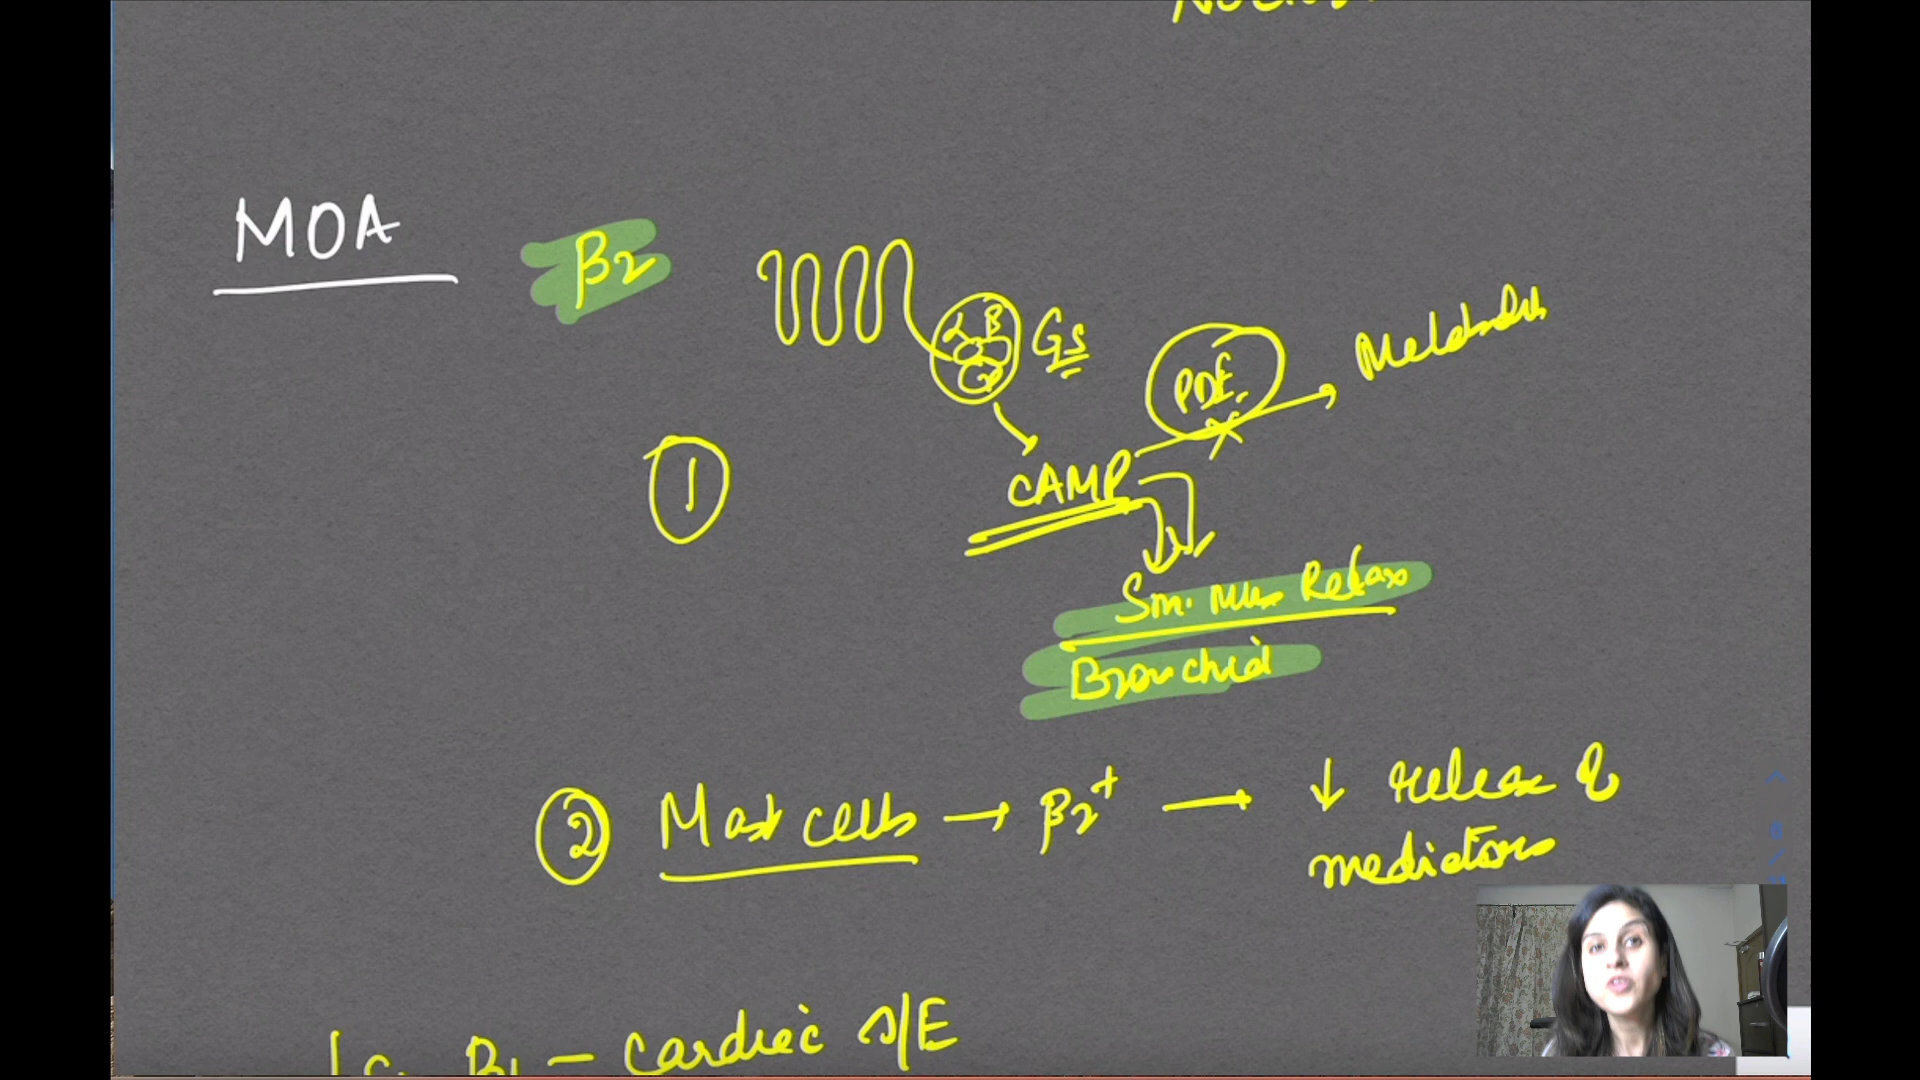 MOA
β2
α β
γ
Gs
PDE
cAMP
①
Sm. Mus Relax
Bronchial
② Mast cells → β2+ → ↓ release of
mediators
β1 – cardiac S/E